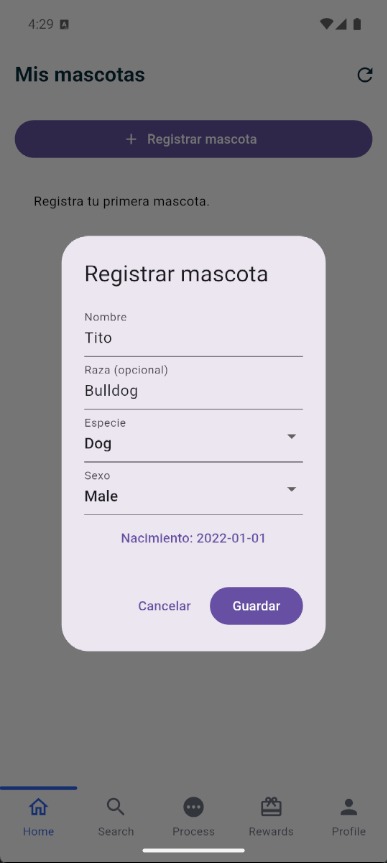 4:29
Mis mascotas
+ Registrar mascota
Registra tu primera mascota.
Registrar mascota
Nombre
Tito
Raza (opcional)
Bulldog
Especie
Dog
Sexo
Male
Nacimiento: 2022-01-01
Cancelar
Guardar
Home
Search
Process
Rewards
Profile